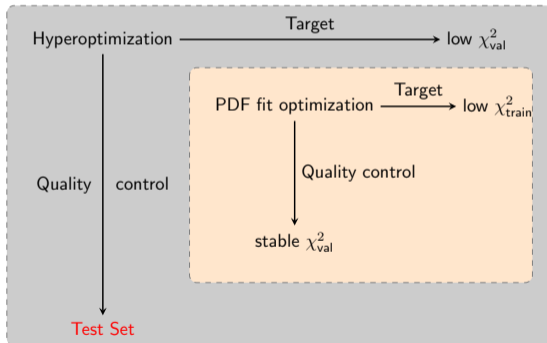 Target
Hyperoptimization low χ²val
Target
PDF fit optimization low χ²train
Quality control
Quality control
stable χ²val
Test Set